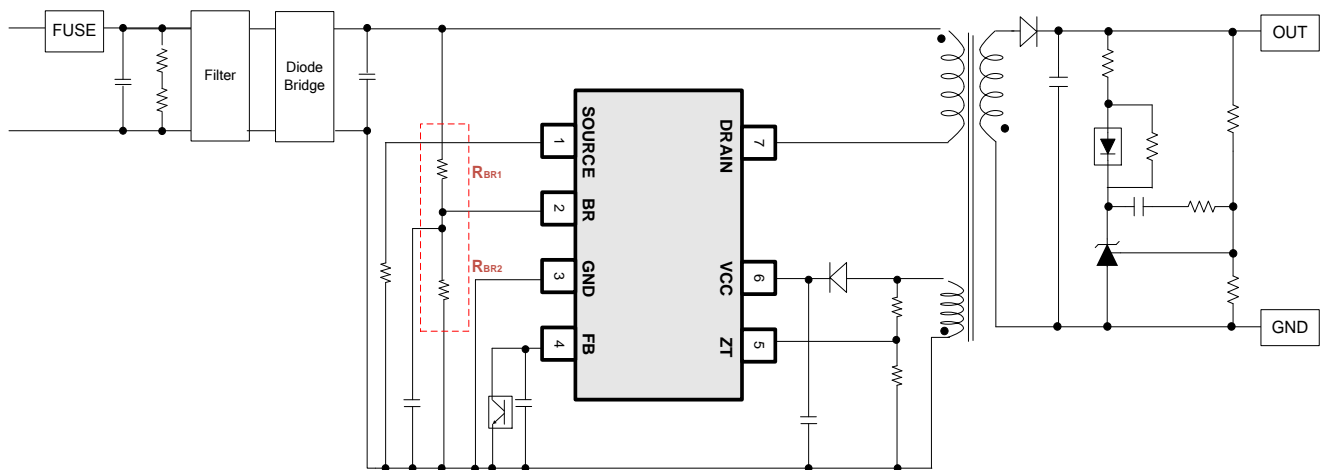 FUSE
Filter
Diode
Bridge
OUT
SOURCE
1
DRAIN
7
RBR1
2
BR
RBR2
3
GND
VCC
6
4
FB
ZT
5
GND